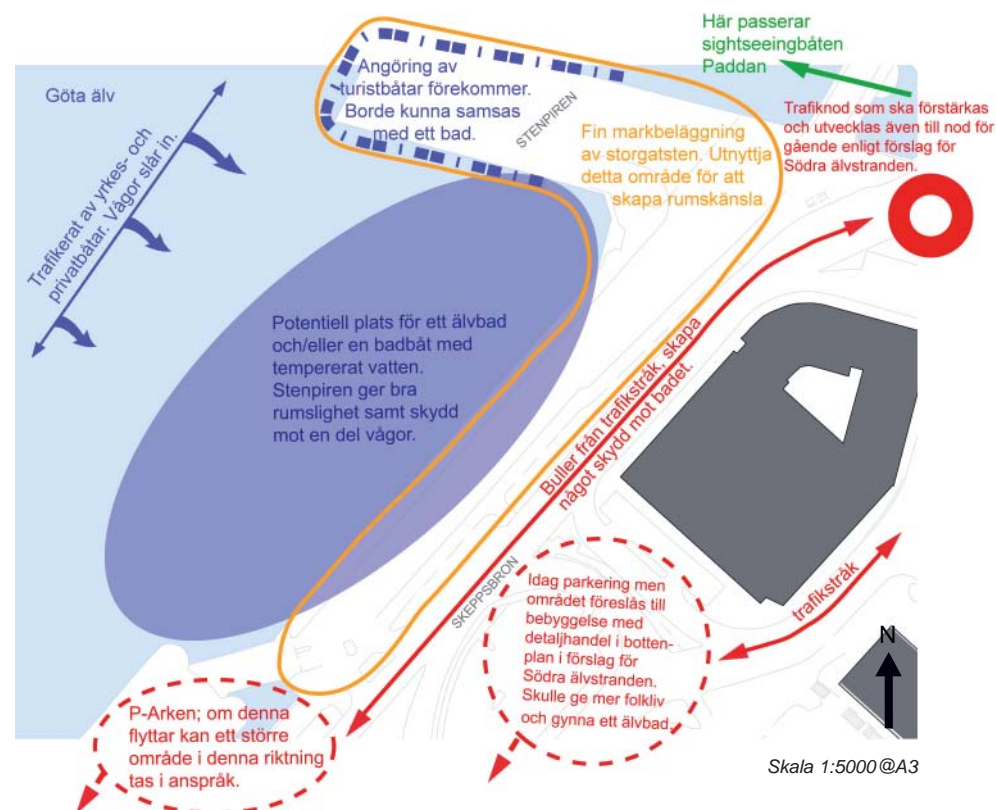 Här passerar
sightseeingbåten
Paddan
Göta älv
Angöring av
turistbåtar förekommer.
Borde kunna samsas
med ett bad.
STENPIREN
Trafiknod som ska förstärkas
och utvecklas även till nod för
gående enligt förslag för
Södra älvstranden.
Fin markbeläggning
av storgatsten. Utnyttja
detta område för att
skapa rumskänsla.
Trafikerat av yrkes- och
privatbåtar. Vågor slår in.
Potentiell plats för ett älvbad
och/eller en badbåt med
tempererat vatten.
Stenpiren ger bra
rumslighet samt skydd
mot en del vågor.
Buller från trafikstråk, skapa
något skydd mot badet.
SKEPPSBRON
Idag parkering men
området föreslås till
bebyggelse med
detaljhandel i botten-
plan i förslag för
Södra älvstranden.
Skulle ge mer folkliv
och gynna ett älvbad.
trafikstråk
N
P-Arken; om denna
flyttar kan ett större
område i denna riktning
tas i anspråk.
Skala 1:5000@A3